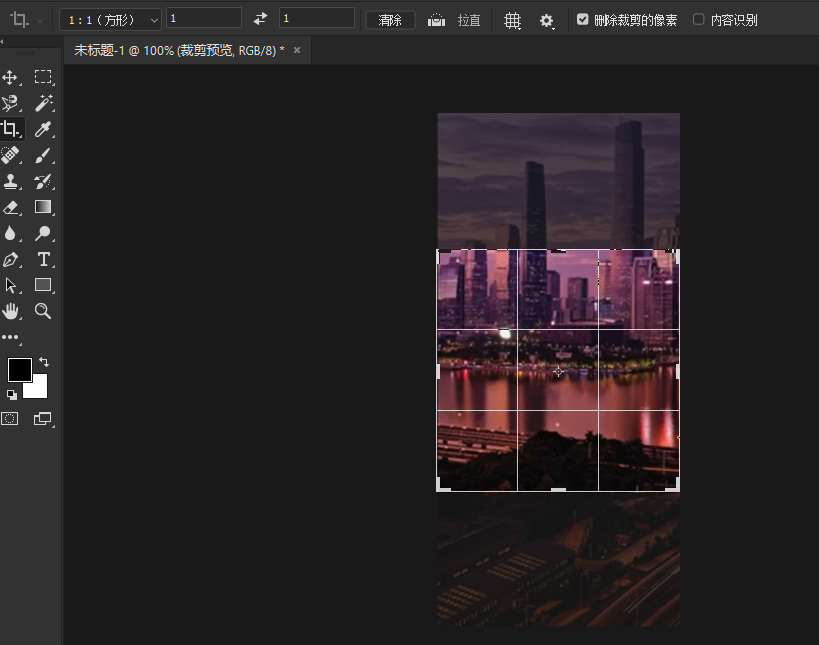 1 : 1 (方形) 1 1 清除 拉直 删除裁剪的像素 内容识别
未标题-1 @ 100% (裁剪预览, RGB/8) * ×
T